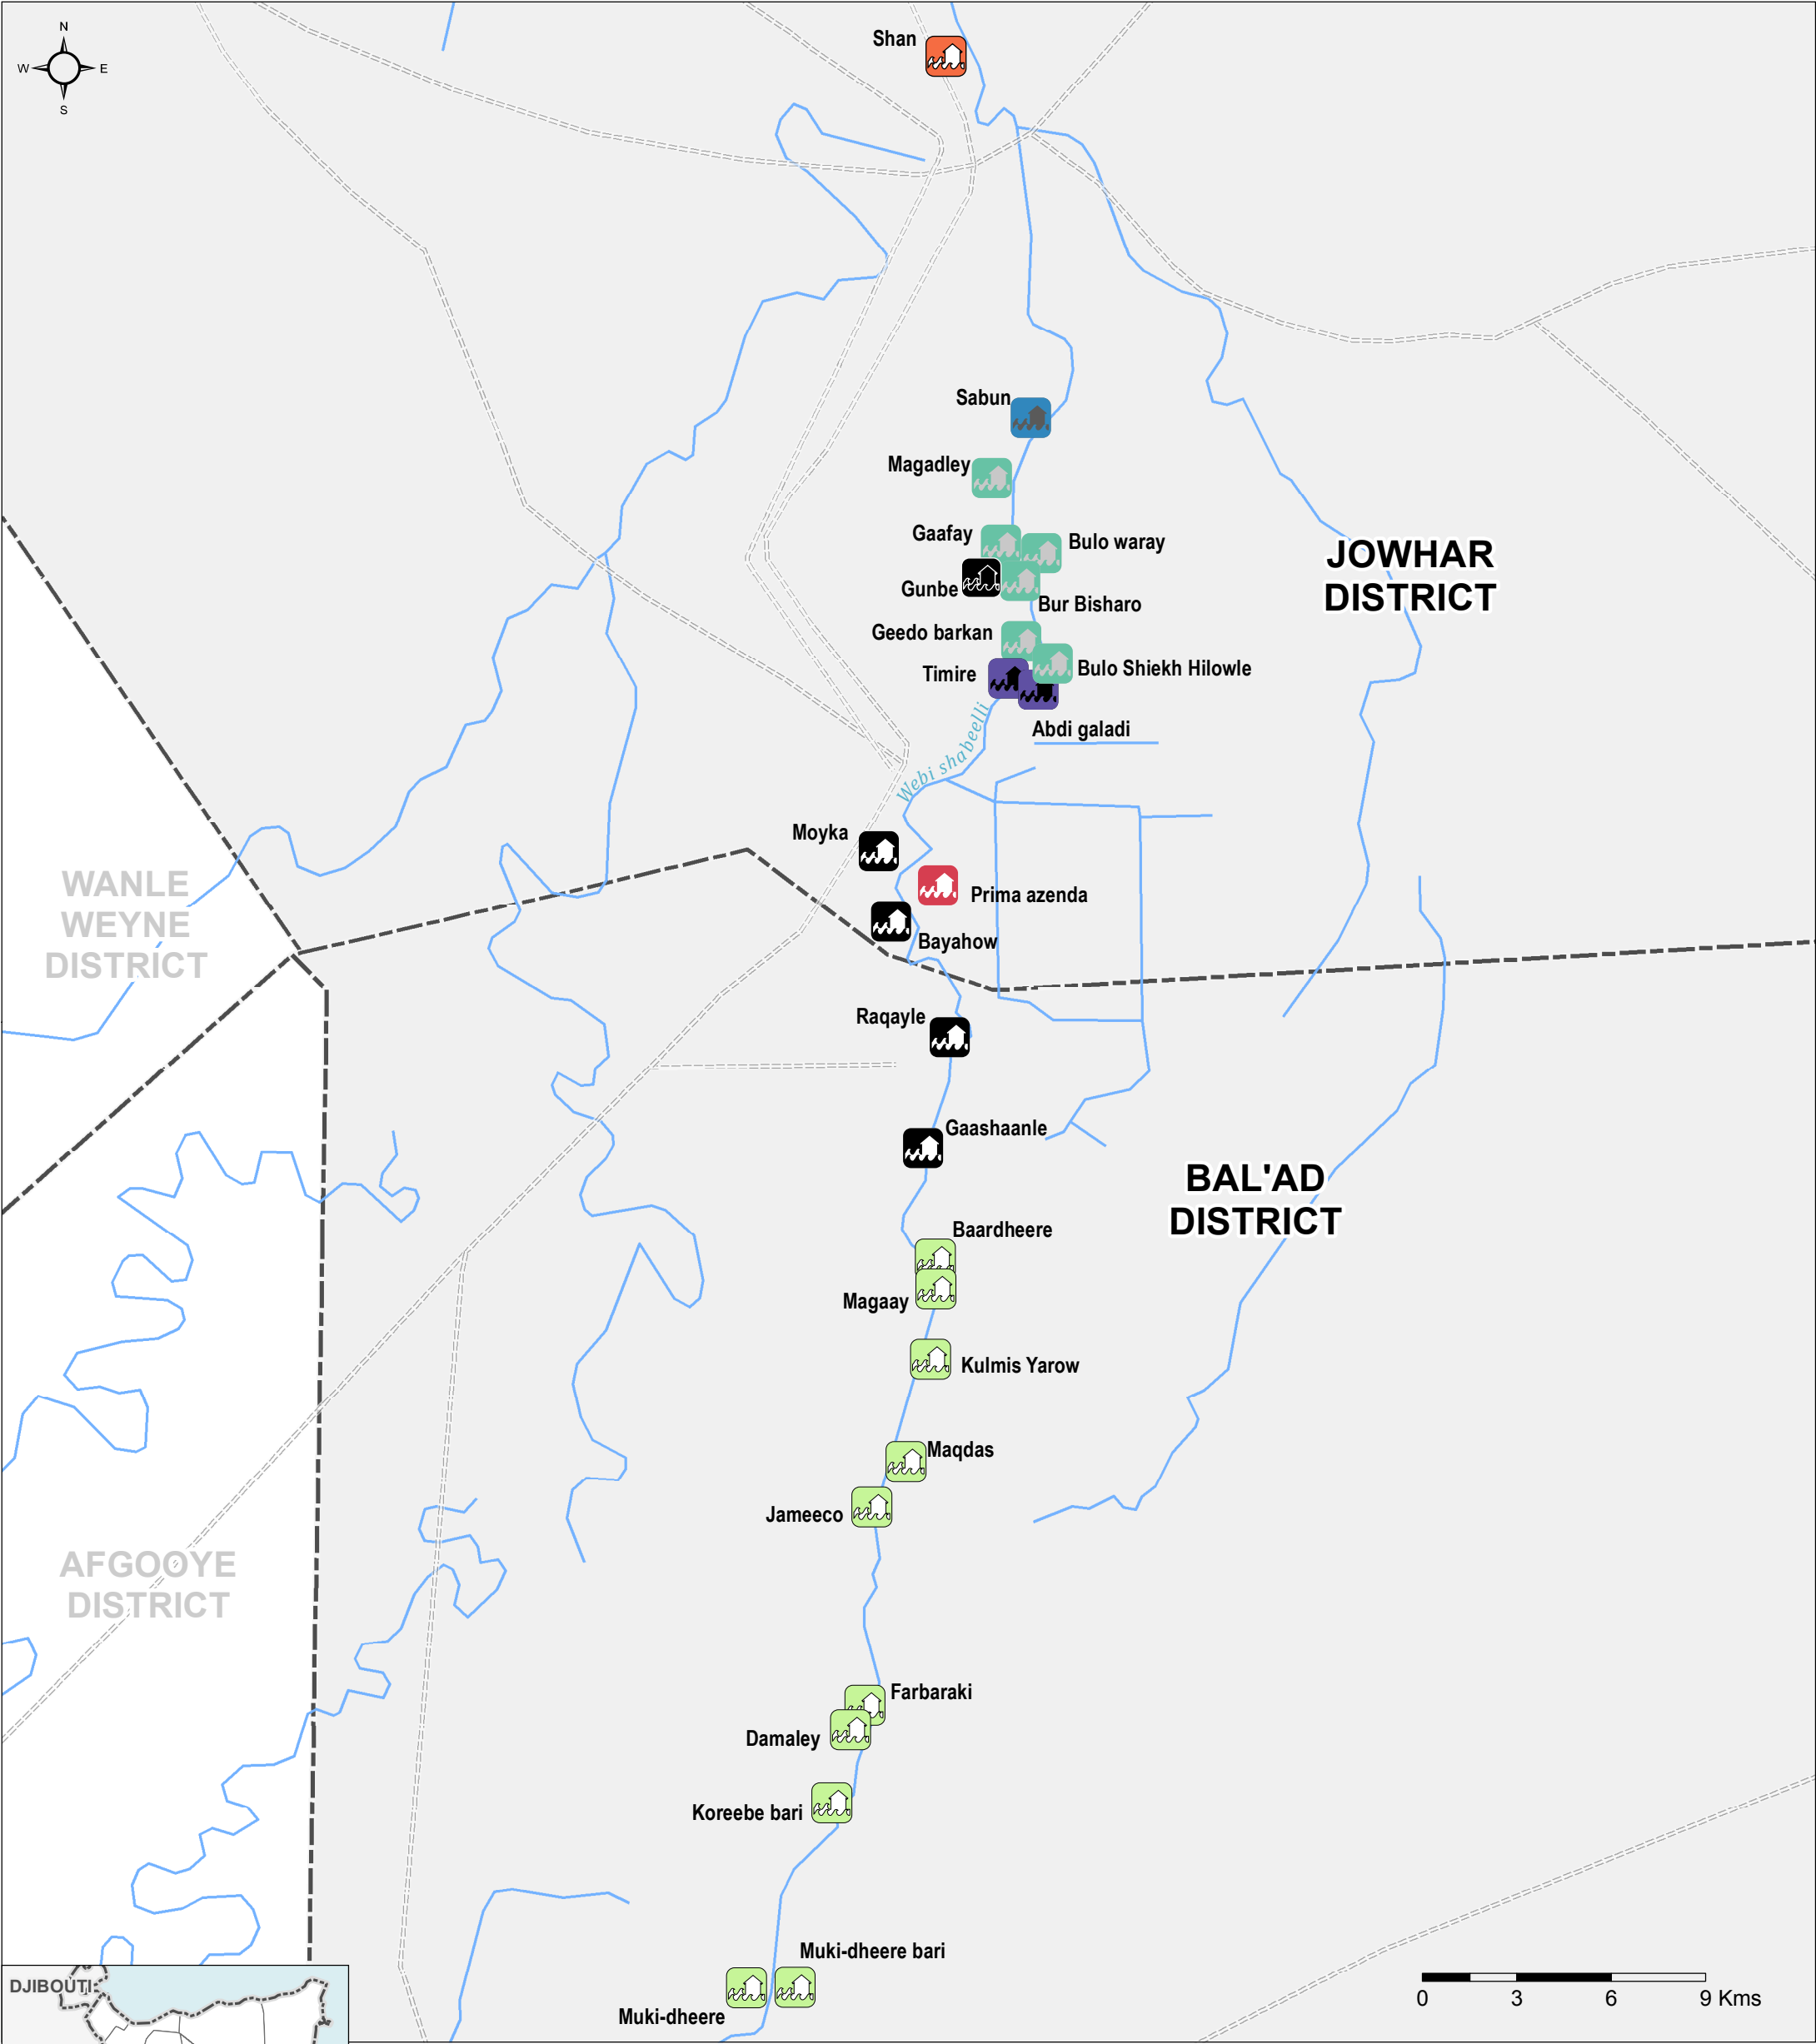 N
W E
S
Shan
Sabun
Magadley
Gaafay
Bulo waray
JOWHAR
DISTRICT
Gunbe
Bur Bisharo
Geedo barkan
Bulo Shiekh Hilowle
Timire
Abdi galadi
Webi shabeelli
Moyka
WANLE
WEYNE
DISTRICT
Prima azenda
Bayahow
Raqayle
Gaashaanle
BAL'AD
DISTRICT
Baardheere
Magaay
Kulmis Yarow
Maqdas
Jameeco
AFGOOYE
DISTRICT
Farbaraki
Damaley
Koreebe bari
Muki-dheere bari
Muki-dheere
DJIBOUTI
0 3 6 9 Kms